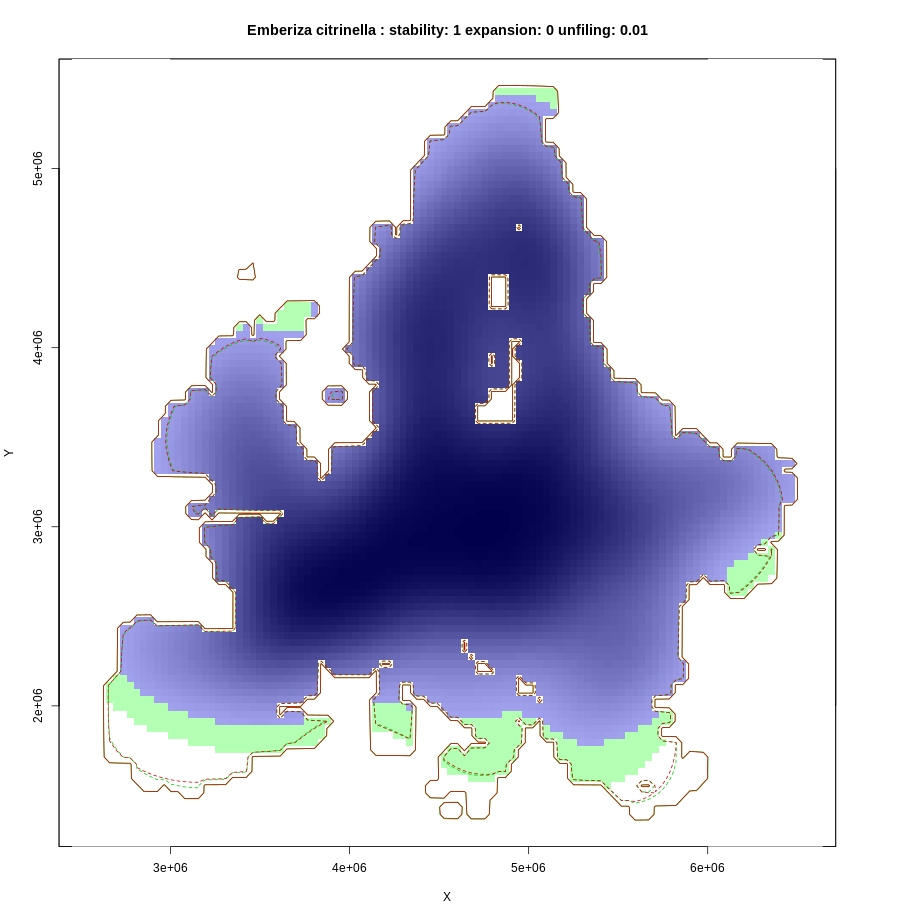 Emberiza citrinella : stability: 1 expansion: 0 unfiling: 0.01
5e+06
4e+06
Y
3e+06
2e+06
3e+06 4e+06 5e+06 6e+06
X